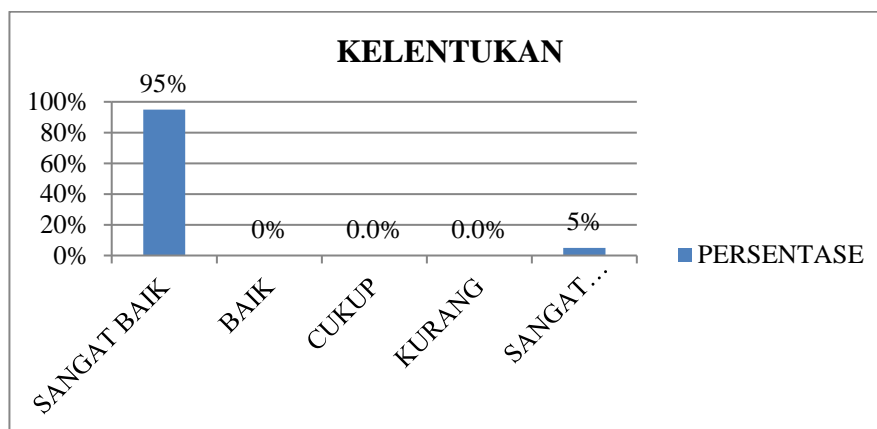 KELENTUKAN
95%
100%
80%
60%
40%
20%
0%
0%
0.0%
0.0%
5%
SANGAT BAIK
BAIK
CUKUP
KURANG
SANGAT…
PERSENTASE